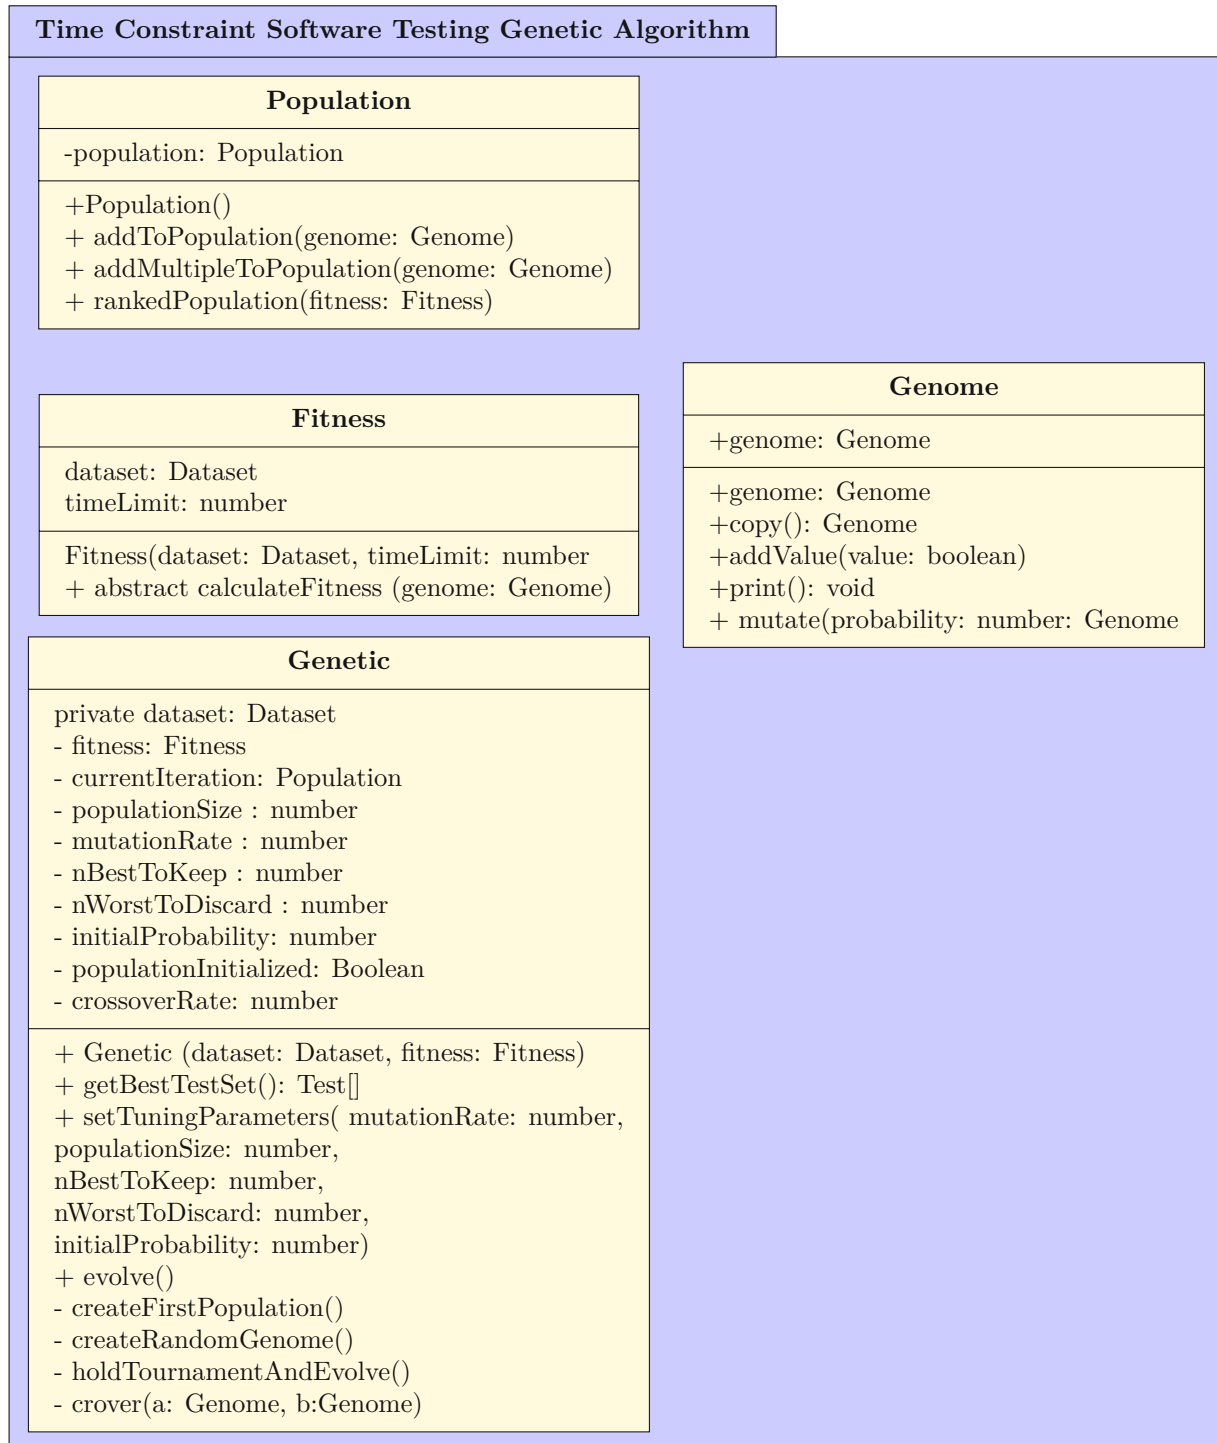 Time Constraint Software Testing Genetic Algorithm
Population
-population: Population
+Population()
+ addToPopulation(genome: Genome)
+ addMultipleToPopulation(genome: Genome)
+ rankedPopulation(fitness: Fitness)
Fitness
dataset: Dataset
timeLimit: number
Fitness(dataset: Dataset, timeLimit: number
+ abstract calculateFitness (genome: Genome)
Genome
+genome: Genome
+genome: Genome
+copy(): Genome
+addValue(value: boolean)
+print(): void
+ mutate(probability: number: Genome
Genetic
private dataset: Dataset
- fitness: Fitness
- currentIteration: Population
- populationSize : number
- mutationRate : number
- nBestToKeep : number
- nWorstToDiscard : number
- initialProbability: number
- populationInitialized: Boolean
- crossoverRate: number
+ Genetic (dataset: Dataset, fitness: Fitness)
+ getBestTestSet(): Test[]
+ setTuningParameters( mutationRate: number,
populationSize: number,
nBestToKeep: number,
nWorstToDiscard: number,
initialProbability: number)
+ evolve()
- createFirstPopulation()
- createRandomGenome()
- holdTournamentAndEvolve()
- crover(a: Genome, b:Genome)